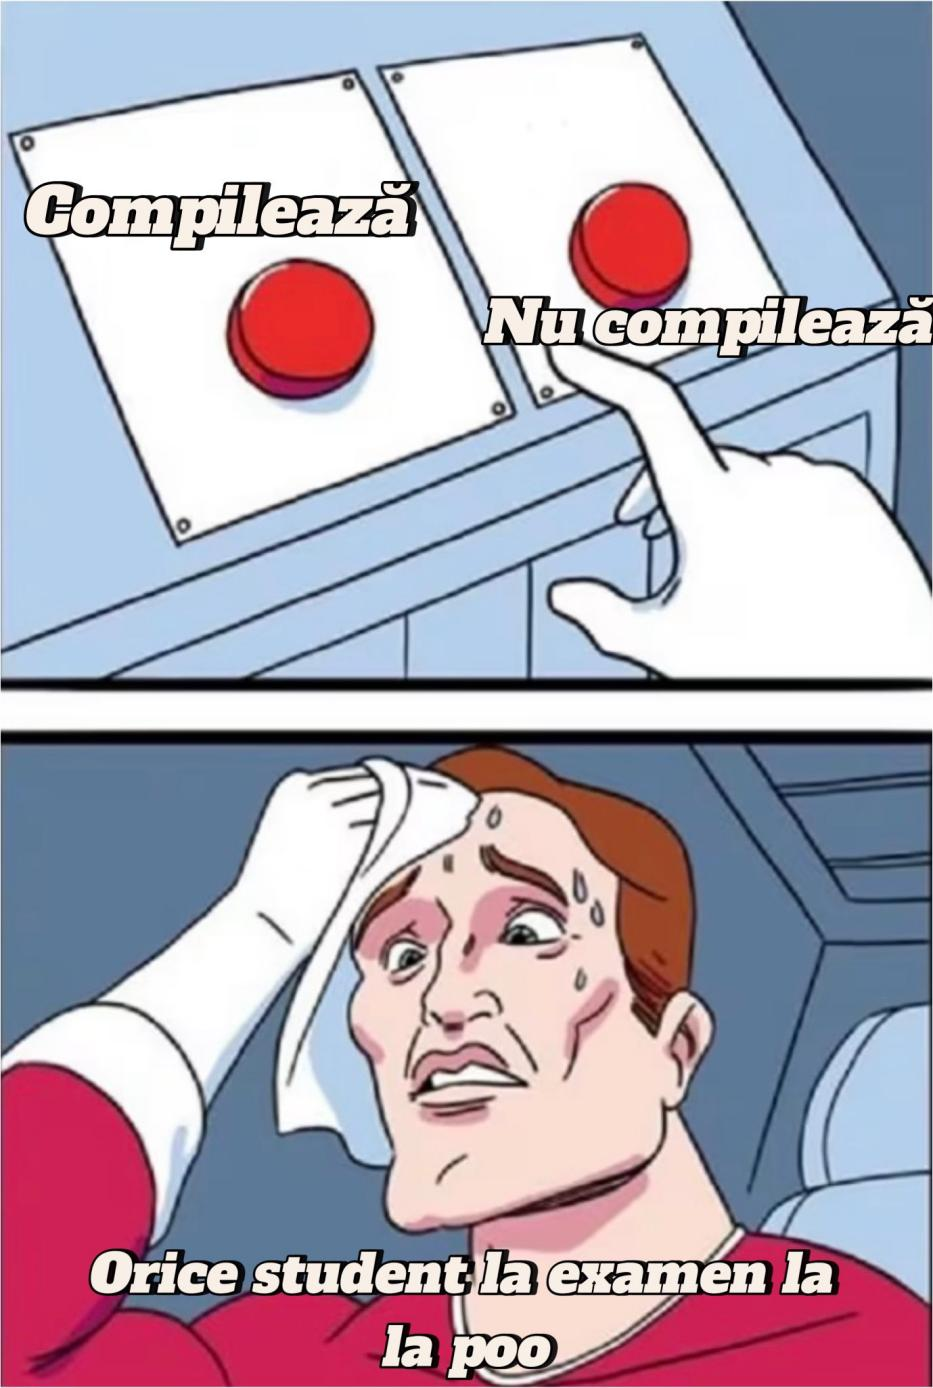 Compilează
Nu compilează
Orice student la examen la
la poo